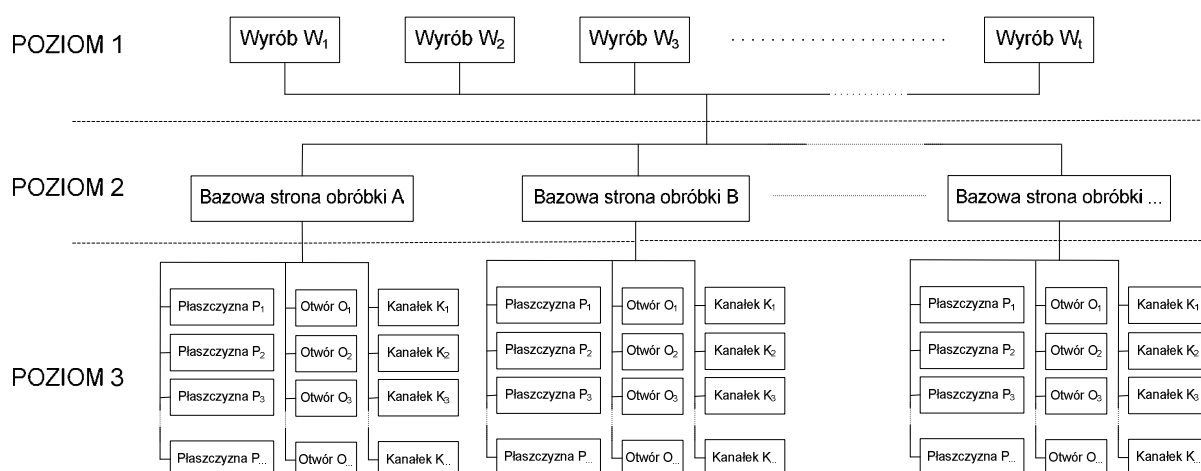 POZIOM 1
Wyrób W1 Wyrób W2 Wyrób W3 Wyrób Wt
POZIOM 2
Bazowa strona obróbki A Bazowa strona obróbki B Bazowa strona obróbki ...
POZIOM 3
Płaszczyzna P1 Otwór O1 Kanałek K1 Płaszczyzna P1 Otwór O1 Kanałek K1 Płaszczyzna P1 Otwór O1 Kanałek K1
Płaszczyzna P2 Otwór O2 Kanałek K2 Płaszczyzna P2 Otwór O2 Kanałek K2 Płaszczyzna P2 Otwór O2 Kanałek K2
Płaszczyzna P3 Otwór O3 Kanałek K3 Płaszczyzna P3 Otwór O3 Kanałek K3 Płaszczyzna P3 Otwór O3 Kanałek K3
Płaszczyzna P... Otwór O... Kanałek K... Płaszczyzna P... Otwór O... Kanałek K... Płaszczyzna P... Otwór O... Kanałek K...